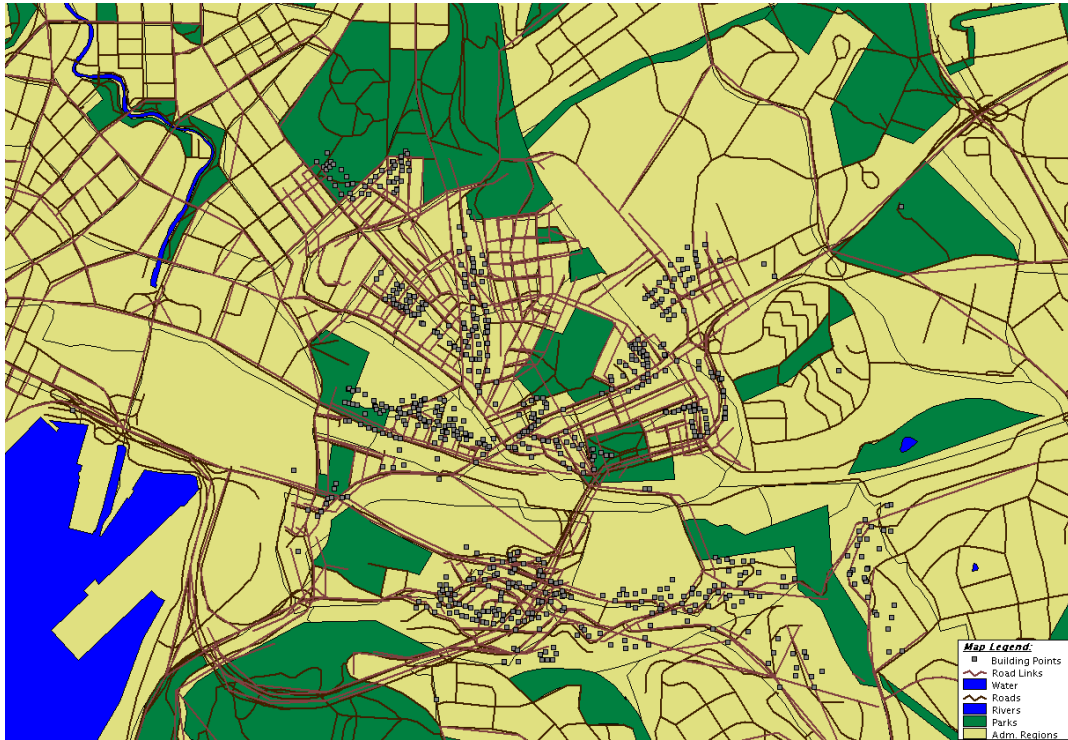 Map Legend:
Building Points
Road Links
Water
Roads
Rivers
Parks
Adm. Regions